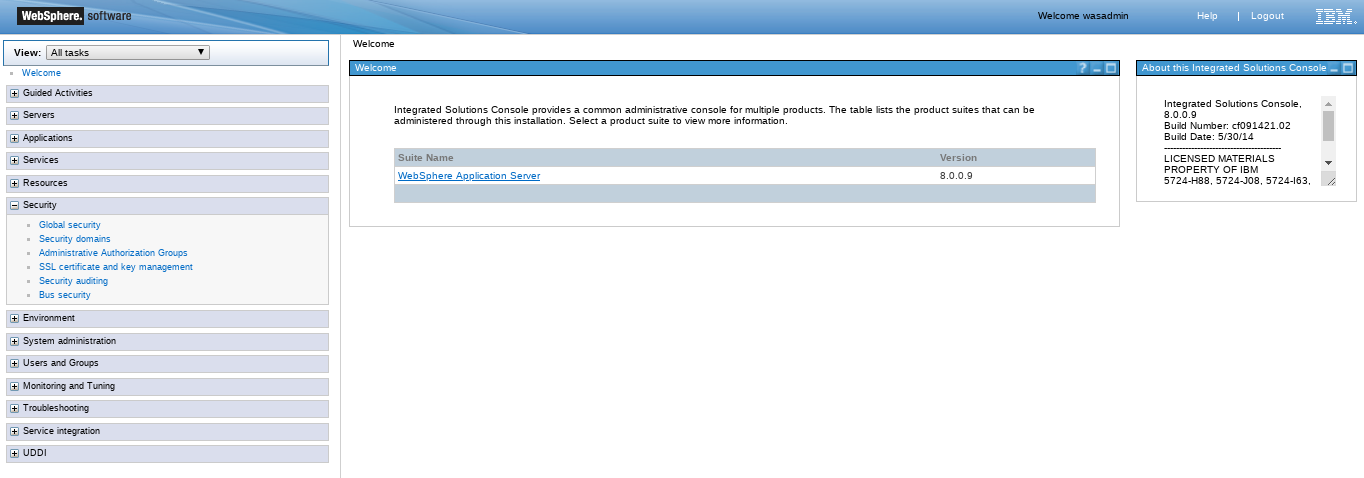 WebSphere. software
Welcome wasadmin
Help | Logout
IBM.
View: All tasks
Welcome
Guided Activities
Servers
Applications
Services
Resources
Security
Global security
Security domains
Administrative Authorization Groups
SSL certificate and key management
Security auditing
Bus security
Environment
System administration
Users and Groups
Monitoring and Tuning
Troubleshooting
Service integration
UDDI
Welcome
Welcome
Integrated Solutions Console provides a common administrative console for multiple products. The table lists the product suites that can be
administered through this installation. Select a product suite to view more information.
Suite Name Version
WebSphere Application Server 8.0.0.9
About this Integrated Solutions Console
Integrated Solutions Console,
8.0.0.9
Build Number: cf091421.02
Build Date: 5/30/14
---------------------------------------
LICENSED MATERIALS
PROPERTY OF IBM
5724-H88, 5724-J08, 5724-I63,